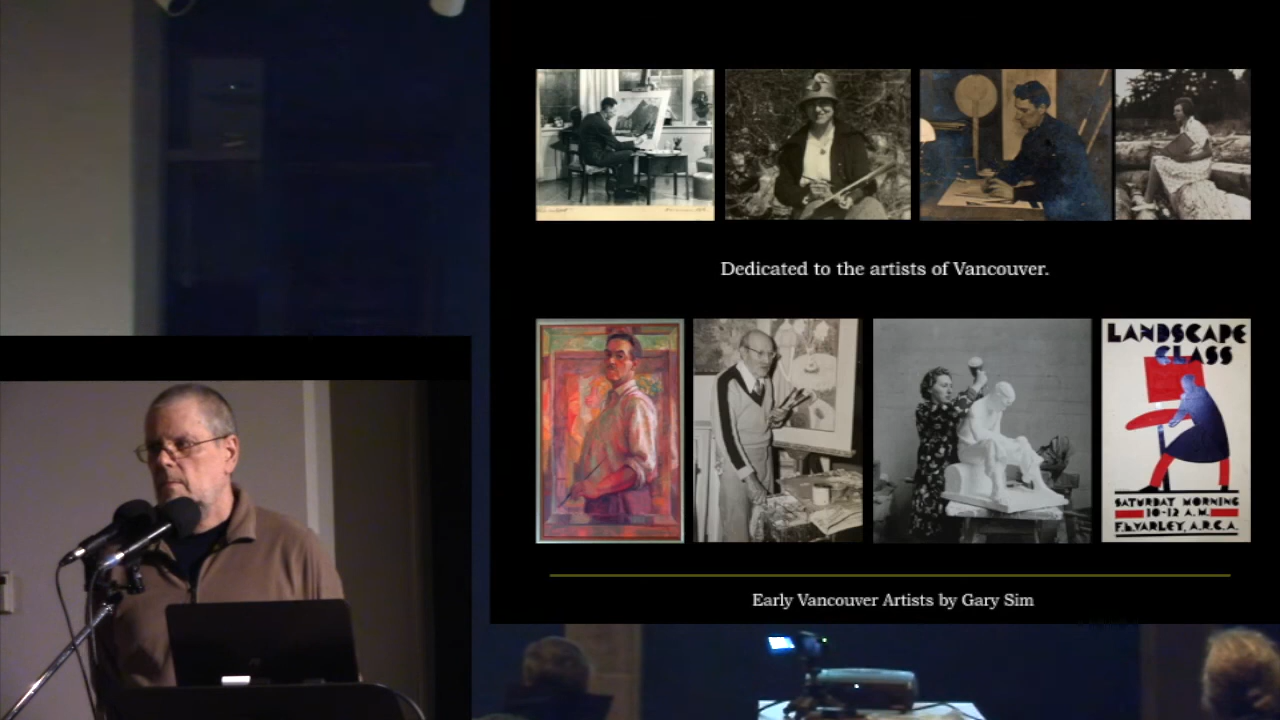 Dedicated to the artists of Vancouver.
LANDSCAPE
CLASS
SATURDAY MORNING
10-12 A.M.
F.H.VARLEY, A.R.C.A.
Early Vancouver Artists by Gary Sim